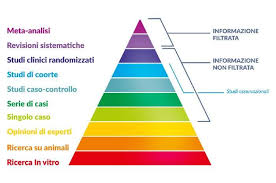 Meta-analisi
Revisioni sistematiche
Studi clinici randomizzati
Studi di coorte
Studi caso-controllo
Serie di casi
Singolo caso
Opinioni di esperti
Ricerca su animali
Ricerca In vitro
INFORMAZIONE
FILTRATA
INFORMAZIONE
NON FILTRATA
Studi osservazionali